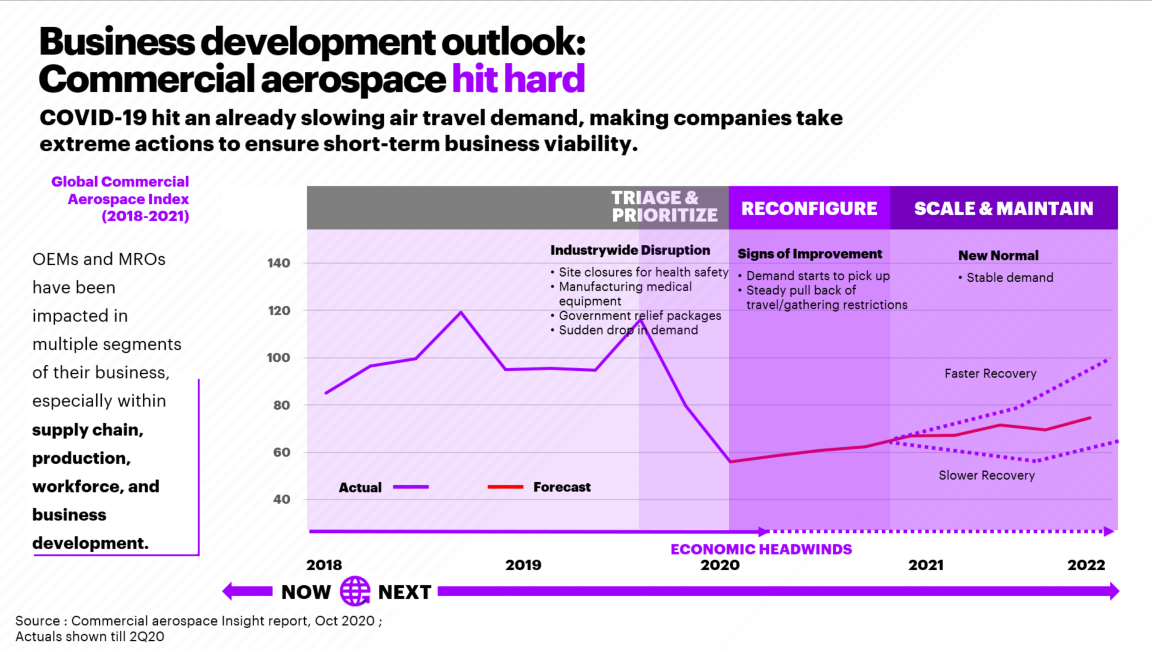 Business development outlook:
Commercial aerospace hit hard
COVID-19 hit an already slowing air travel demand, making companies take
extreme actions to ensure short-term business viability.
Global Commercial
Aerospace Index
(2018-2021)
OEMs and MROs
have been
impacted in
multiple segments
of their business,
especially within
supply chain,
production,
workforce, and
business
development.
TRIAGE &
PRIORITIZE
RECONFIGURE
SCALE & MAINTAIN
Industrywide Disruption
• Site closures for health safety
• Manufacturing medical
equipment
• Government relief packages
• Sudden drop in demand
Signs of Improvement
• Demand starts to pick up
• Steady pull back of
travel/gathering restrictions
New Normal
• Stable demand
140
120
100
80
60
40
Faster Recovery
Slower Recovery
Actual
Forecast
ECONOMIC HEADWINDS
2018 2019 2020 2021 2022
NOW NEXT
Source : Commercial aerospace Insight report, Oct 2020 ;
Actuals shown till 2Q20